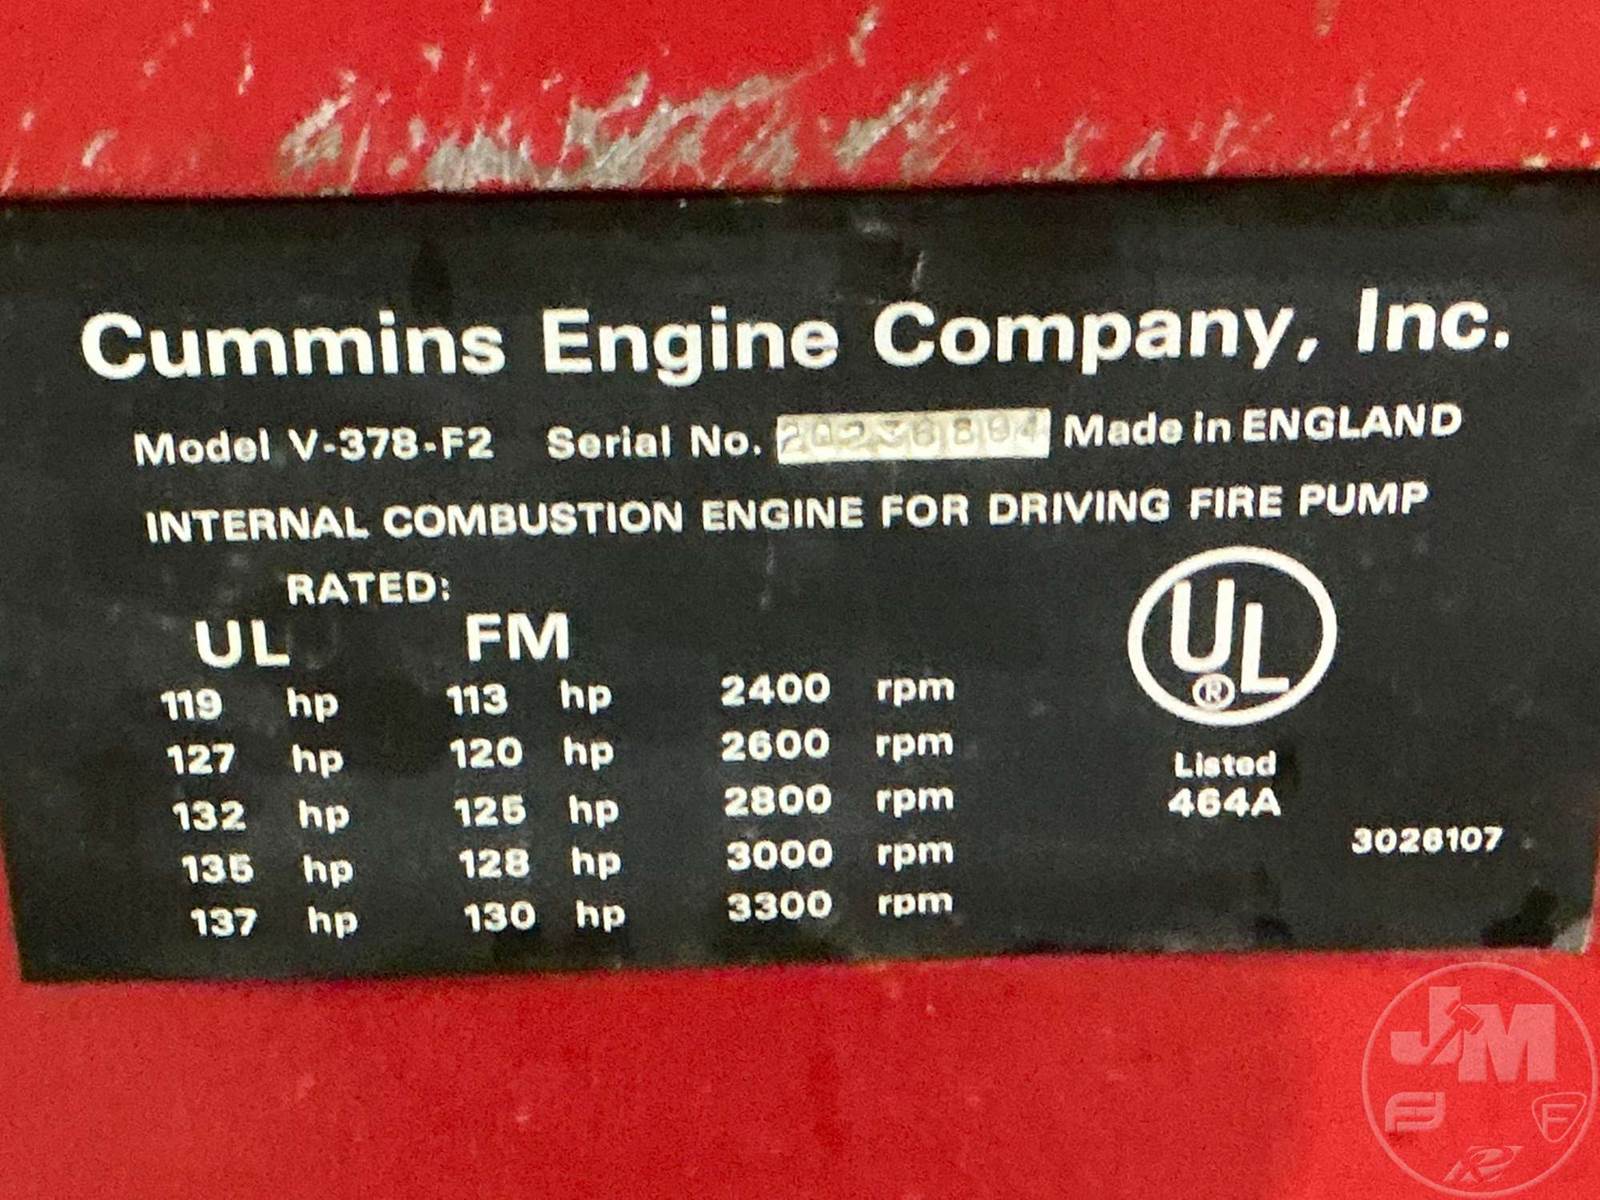 Cummins Engine Company, Inc.
Model V-378-F2 Serial No. 20236804 Made in ENGLAND
INTERNAL COMBUSTION ENGINE FOR DRIVING FIRE PUMP
RATED:
UL FM
119 hp 113 hp 2400 rpm
127 hp 120 hp 2600 rpm
132 hp 125 hp 2800 rpm
135 hp 128 hp 3000 rpm
137 hp 130 hp 3300 rpm
UL
®
Listed
464A
3026107
JM